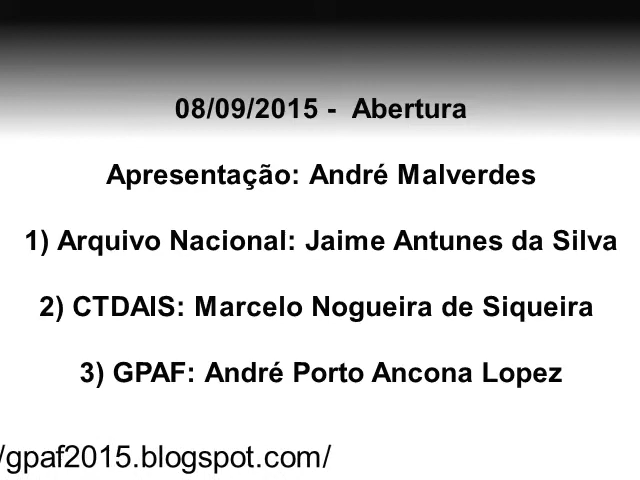 08/09/2015 - Abertura
Apresentação: André Malverdes
1) Arquivo Nacional: Jaime Antunes da Silva
2) CTDAIS: Marcelo Nogueira de Siqueira
3) GPAF: André Porto Ancona Lopez
/gpaf2015.blogspot.com/